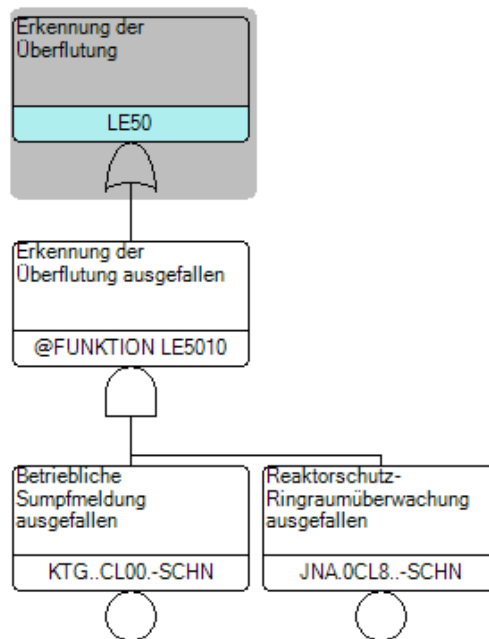 Erkennung der
Überflutung
LE50
Erkennung der
Überflutung ausgefallen
@FUNKTION LE5010
Betriebliche
Sumpfmeldung
ausgefallen
KTG..CL00.-SCHN
Reaktorschutz-
Ringraumüberwachung
ausgefallen
JNA.0CL8..-SCHN